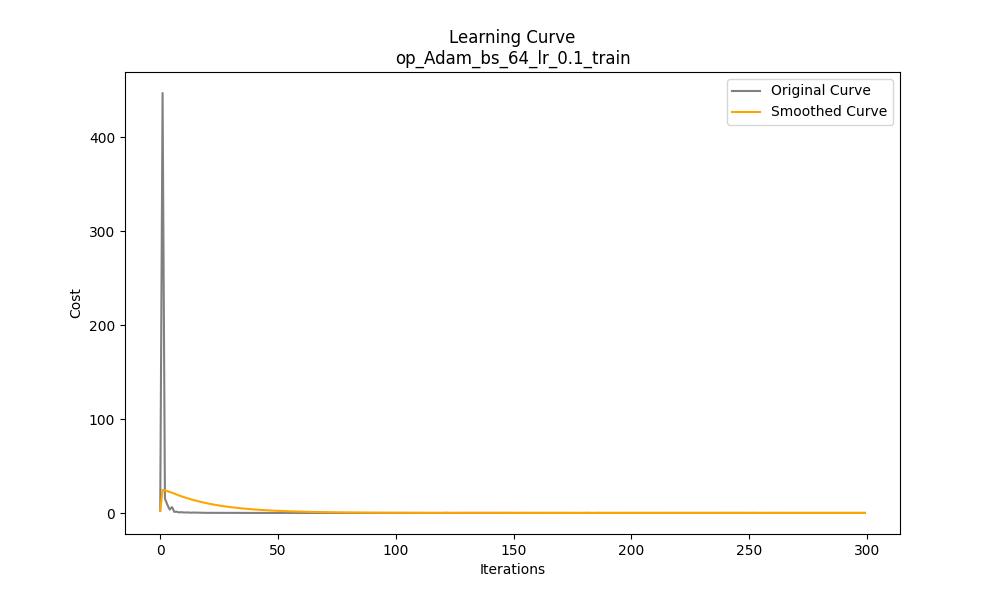 Learning Curve
op_Adam_bs_64_lr_0.1_train
Original Curve
Smoothed Curve
Cost
400
300
200
100
0
0 50 100 150 200 250 300
Iterations